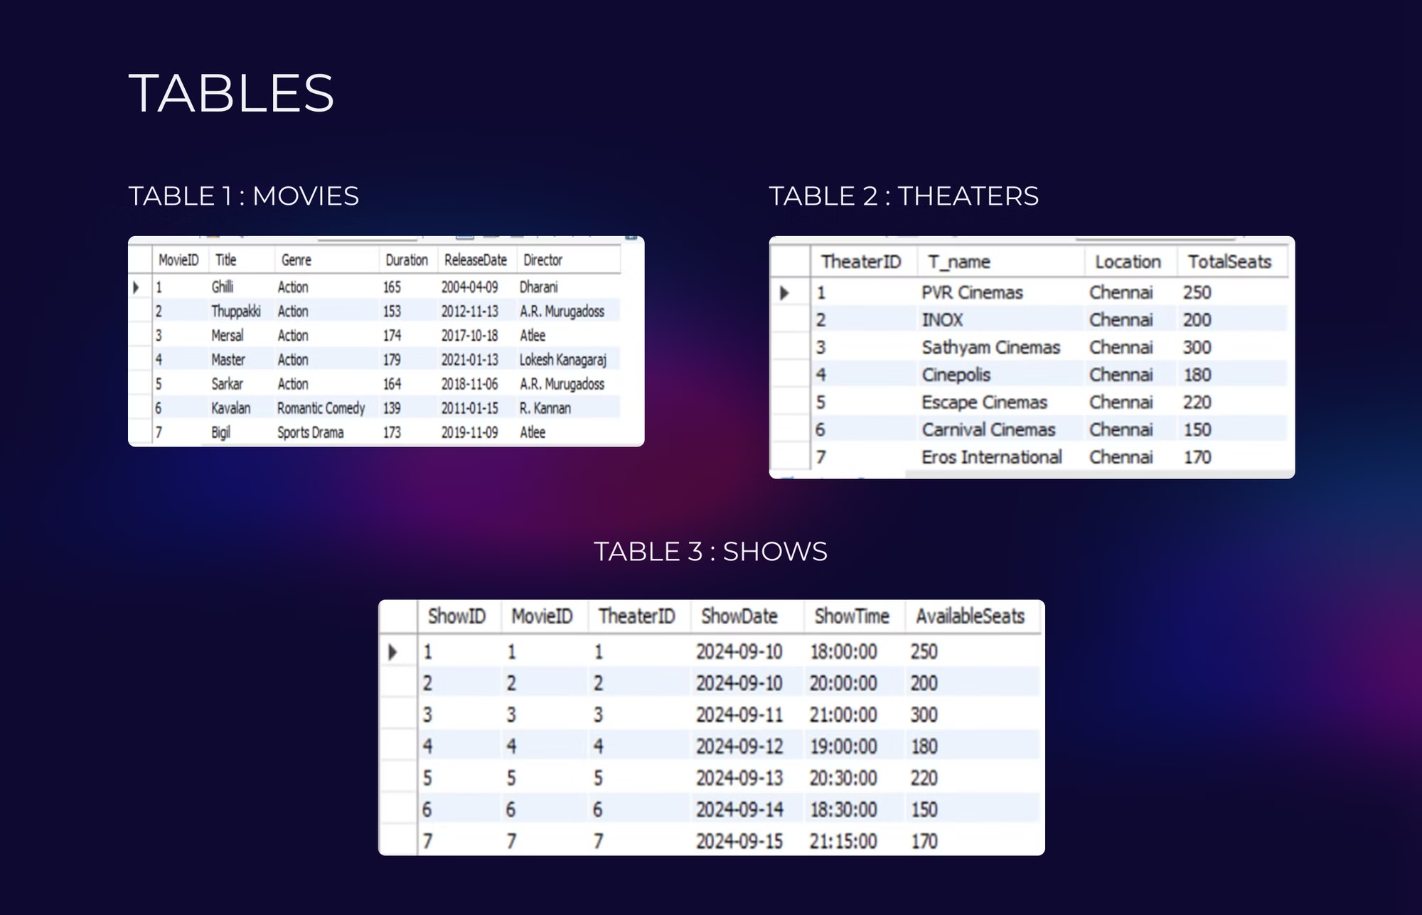 TABLES
TABLE 1 : MOVIES
MovieID Title Genre Duration ReleaseDate Director
1 Ghilli Action 165 2004-04-09 Dharani
2 Thuppakki Action 153 2012-11-13 A.R. Murugadoss
3 Mersal Action 174 2017-10-18 Atlee
4 Master Action 179 2021-01-13 Lokesh Kanagaraj
5 Sarkar Action 164 2018-11-06 A.R. Murugadoss
6 Kavalan Romantic Comedy 139 2011-01-15 R. Kannan
7 Bigil Sports Drama 173 2019-11-09 Atlee
TABLE 2 : THEATERS
TheaterID T_name Location TotalSeats
1 PVR Cinemas Chennai 250
2 INOX Chennai 200
3 Sathyam Cinemas Chennai 300
4 Cinepolis Chennai 180
5 Escape Cinemas Chennai 220
6 Carnival Cinemas Chennai 150
7 Eros International Chennai 170
TABLE 3 : SHOWS
ShowID MovieID TheaterID ShowDate ShowTime AvailableSeats
1 1 1 2024-09-10 18:00:00 250
2 2 2 2024-09-10 20:00:00 200
3 3 3 2024-09-11 21:00:00 300
4 4 4 2024-09-12 19:00:00 180
5 5 5 2024-09-13 20:30:00 220
6 6 6 2024-09-14 18:30:00 150
7 7 7 2024-09-15 21:15:00 170